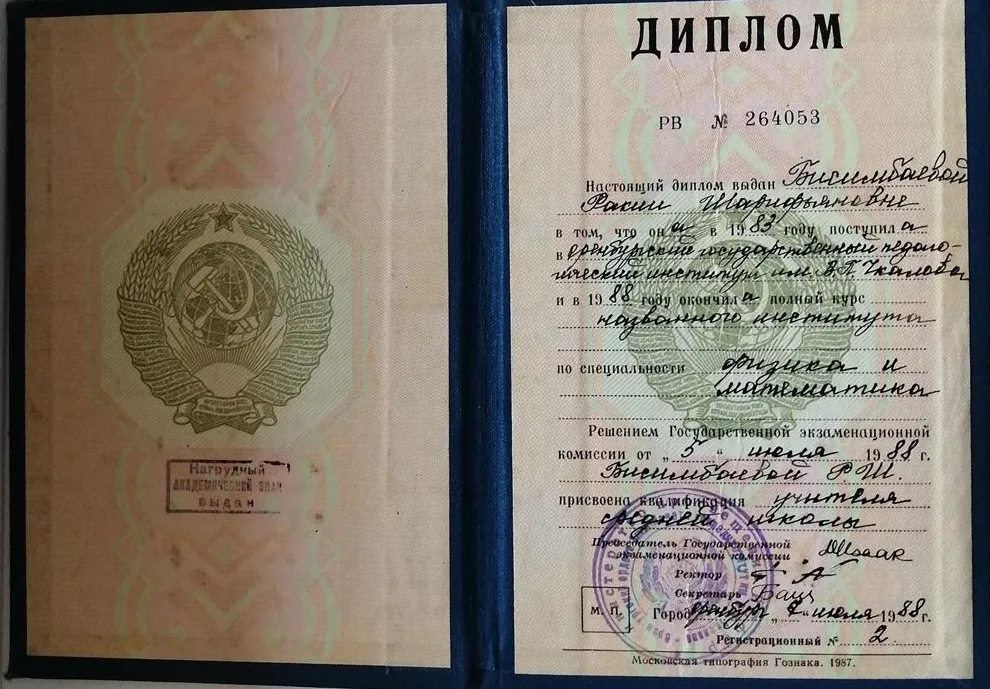 Нагрудный
АКАДЕМИЧЕСКИЙ ЗНАК
выдан
ДИПЛОМ
РВ № 264053
Настоящий диплом выдан Бисимбаевой
Ракии Шарифьяновне
в том, что она в 1983 году поступила
в Оренбургский государственный педаго-
гический институт им. В.П. Чкалова
и в 1988 году окончила полный курс
названного института
по специальности физика и
математика
Решением Государственной экзаменационной
комиссии от „5" июля 1988 г.
Бисимбаевой Р.Ш.
присвоена квалификация учителя
средней школы
Председатель Государственной
экзаменационной комиссии
Ректор
Секретарь
М. П. Город Оренбург июля 1988 г.
Регистрационный № 2
Московская типография Гознака. 1987.